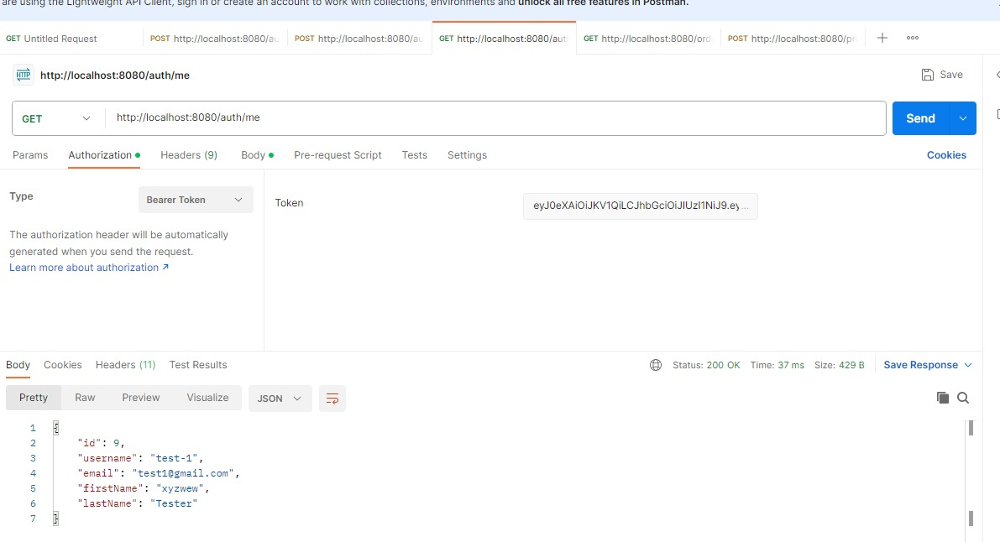 are using the Lightweight API Client, sign in or create an account to work with collections, environments and unlock all free features in Postman.
GET Untitled Request
POST http://localhost:8080/au
POST http://localhost:8080/au
GET http://localhost:8080/aut
GET http://localhost:8080/ord
POST http://localhost:8080/pr
HTTP http://localhost:8080/auth/me
Save
GET http://localhost:8080/auth/me
Send
Params Authorization Headers (9) Body Pre-request Script Tests Settings
Cookies
Type
Bearer Token
The authorization header will be automatically
generated when you send the request.
Learn more about authorization ↗
Token
eyJ0eXAiOiJKV1QiLCJhbGciOiJIUzI1NiJ9.ey...
Body Cookies Headers (11) Test Results
Status: 200 OK Time: 37 ms Size: 429 B
Save Response
Pretty Raw Preview Visualize JSON
1 {
2 "id": 9,
3 "username": "test-1",
4 "email": "test1@gmail.com",
5 "firstName": "xyzwew",
6 "lastName": "Tester"
7 }